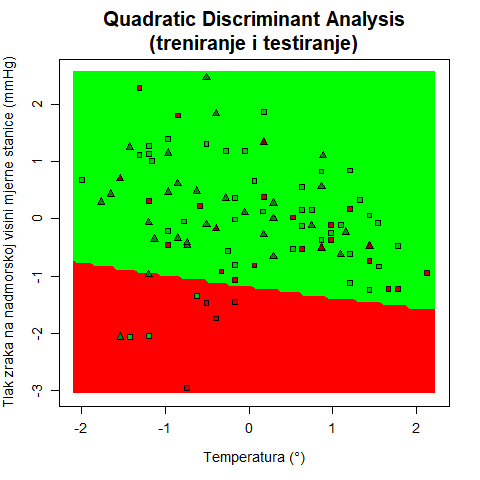 Quadratic Discriminant Analysis
(treniranje i testiranje)
Tlak zraka na nadmorskoj visini mjerne stanice (mmHg)
2
1
0
-1
-2
-3
-2
-1
0
1
2
Temperatura (°)